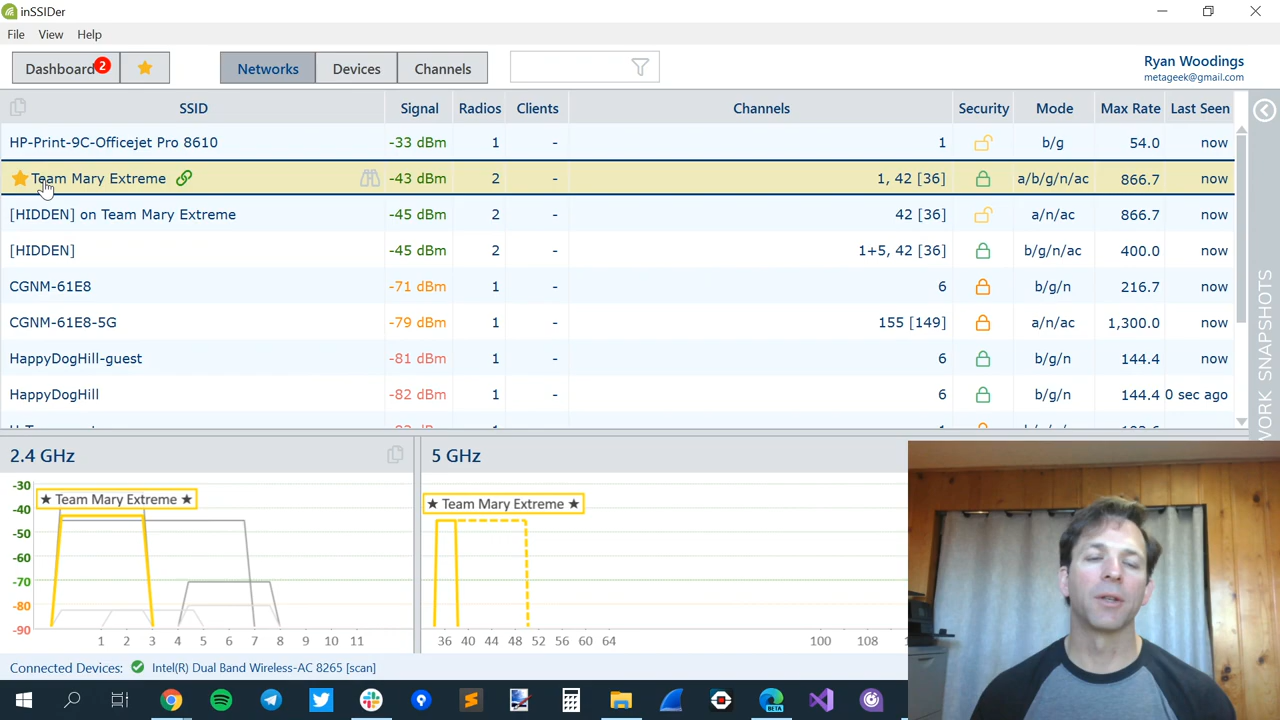 inSSIDer
File View Help
Dashboard 2 Networks Devices Channels Ryan Woodings
metageek@gmail.com
SSID Signal Radios Clients Channels Security Mode Max Rate Last Seen
HP-Print-9C-Officejet Pro 8610 -33 dBm 1 - 1 b/g 54.0 now
Team Mary Extreme -43 dBm 2 - 1, 42 [36] a/b/g/n/ac 866.7 now
[HIDDEN] on Team Mary Extreme -45 dBm 2 - 42 [36] a/n/ac 866.7 now
[HIDDEN] -45 dBm 2 - 1+5, 42 [36] b/g/n/ac 400.0 now
CGNM-61E8 -71 dBm 1 - 6 b/g/n 216.7 now
CGNM-61E8-5G -79 dBm 1 - 155 [149] a/n/ac 1,300.0 now
HappyDogHill-guest -81 dBm 1 - 6 b/g/n 144.4 now
HappyDogHill -82 dBm 1 - 6 b/g/n 144.4 0 sec ago
WORK SNAPSHOTS
2.4 GHz
★ Team Mary Extreme ★
-30
-40
-50
-60
-70
-80
-90
1 2 3 4 5 6 7 8 9 10 11
5 GHz
★ Team Mary Extreme ★
36 40 44 48 52 56 60 64 100 108
Connected Devices: Intel(R) Dual Band Wireless-AC 8265 [scan]
BETA